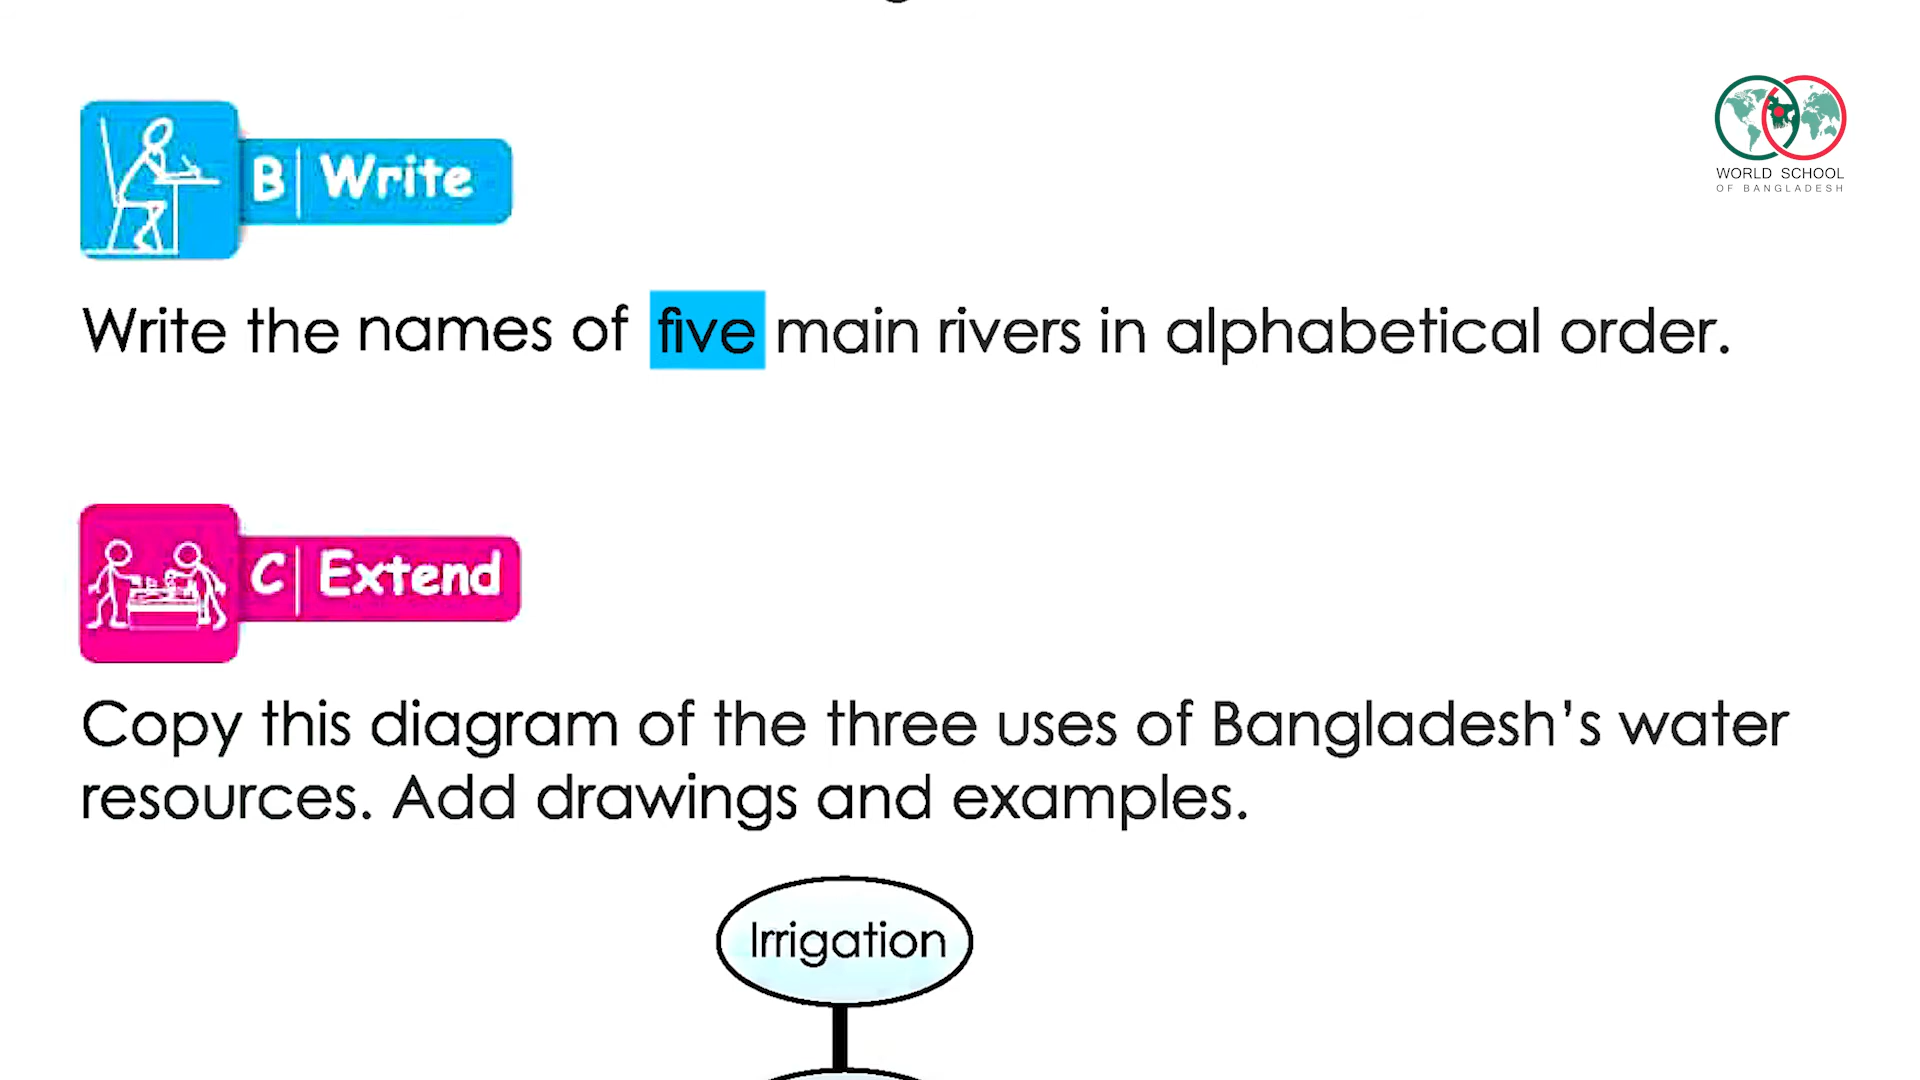 B Write
WORLD SCHOOL
OF BANGLADESH
Write the names of five main rivers in alphabetical order.
C Extend
Copy this diagram of the three uses of Bangladesh’s water
resources. Add drawings and examples.
Irrigation